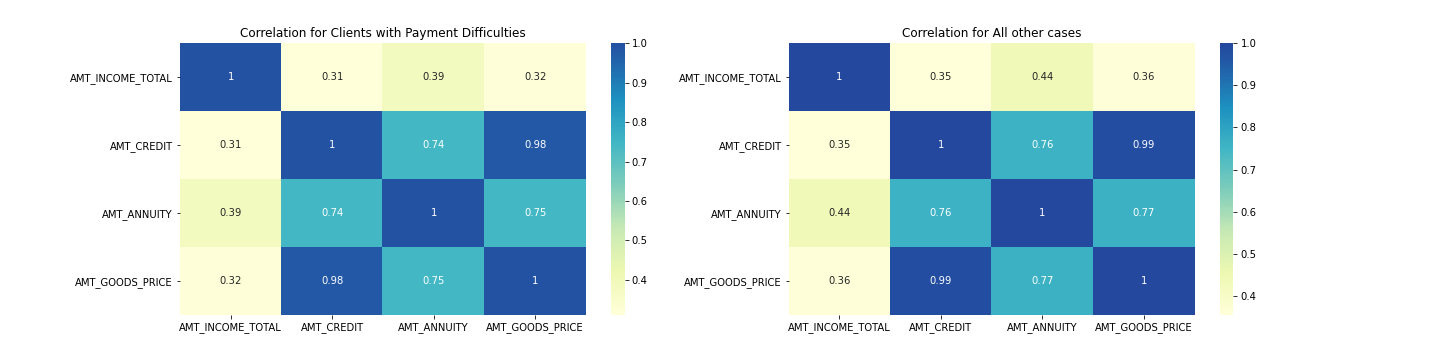 Correlation for Clients with Payment Difficulties
AMT_INCOME_TOTAL 1 0.31 0.39 0.32
AMT_CREDIT 0.31 1 0.74 0.98
AMT_ANNUITY 0.39 0.74 1 0.75
AMT_GOODS_PRICE 0.32 0.98 0.75 1
AMT_INCOME_TOTAL AMT_CREDIT AMT_ANNUITY AMT_GOODS_PRICE
1.0
0.9
0.8
0.7
0.6
0.5
0.4
Correlation for All other cases
AMT_INCOME_TOTAL 1 0.35 0.44 0.36
AMT_CREDIT 0.35 1 0.76 0.99
AMT_ANNUITY 0.44 0.76 1 0.77
AMT_GOODS_PRICE 0.36 0.99 0.77 1
AMT_INCOME_TOTAL AMT_CREDIT AMT_ANNUITY AMT_GOODS_PRICE
1.0
0.9
0.8
0.7
0.6
0.5
0.4